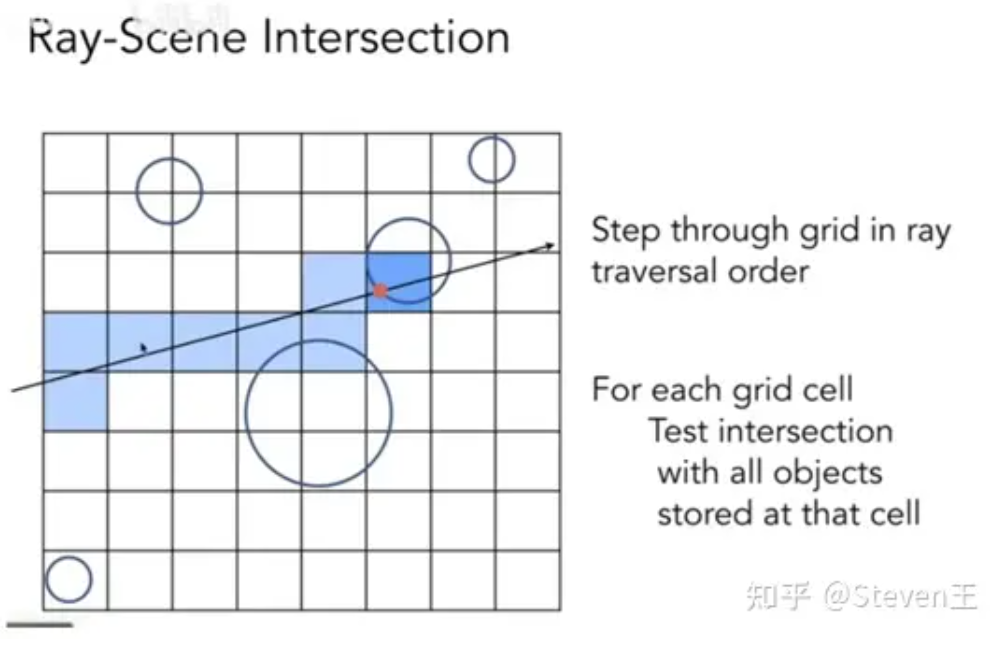 Ray-Scene Intersection
Step through grid in ray
traversal order
For each grid cell
Test intersection
with all objects
stored at that cell
知乎 @Steven王